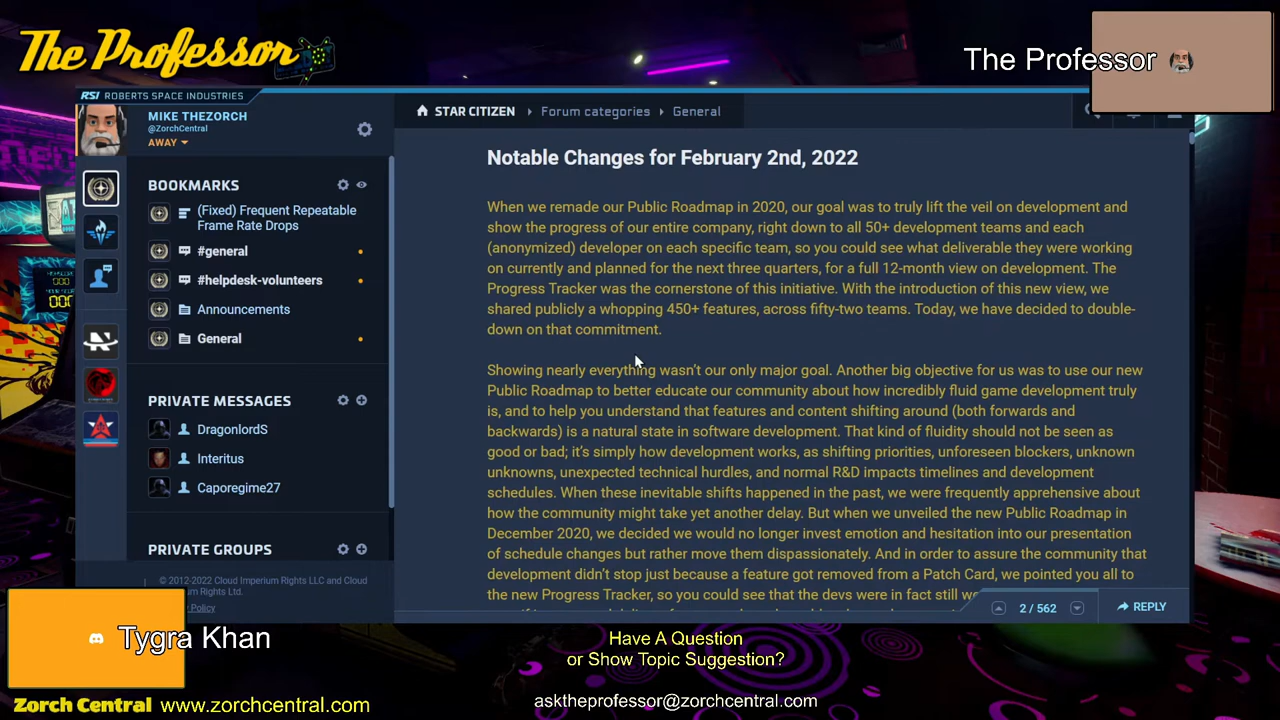 The Professor
The Professor
RSI ROBERTS SPACE INDUSTRIES
MIKE THEZORCH
@ZorchCentral
AWAY
STAR CITIZEN
Forum categories
General
BOOKMARKS
(Fixed) Frequent Repeatable
Frame Rate Drops
#general
#helpdesk-volunteers
Announcements
General
PRIVATE MESSAGES
DragonlordS
Interitus
Caporegime27
PRIVATE GROUPS
© 2012-2022 Cloud Imperium Rights LLC and Cloud
m Rights Ltd.
Policy
Notable Changes for February 2nd, 2022
When we remade our Public Roadmap in 2020, our goal was to truly lift the veil on development and
show the progress of our entire company, right down to all 50+ development teams and each
(anonymized) developer on each specific team, so you could see what deliverable they were working
on currently and planned for the next three quarters, for a full 12-month view on development. The
Progress Tracker was the cornerstone of this initiative. With the introduction of this new view, we
shared publicly a whopping 450+ features, across fifty-two teams. Today, we have decided to double-
down on that commitment.
Showing nearly everything wasn't our only major goal. Another big objective for us was to use our new
Public Roadmap to better educate our community about how incredibly fluid game development truly
is, and to help you understand that features and content shifting around (both forwards and
backwards) is a natural state in software development. That kind of fluidity should not be seen as
good or bad; it's simply how development works, as shifting priorities, unforeseen blockers, unknown
unknowns, unexpected technical hurdles, and normal R&D impacts timelines and development
schedules. When these inevitable shifts happened in the past, we were frequently apprehensive about
how the community might take yet another delay. But when we unveiled the new Public Roadmap in
December 2020, we decided we would no longer invest emotion and hesitation into our presentation
of schedule changes but rather move them dispassionately. And in order to assure the community that
development didn't stop just because a feature got removed from a Patch Card, we pointed you all to
the new Progress Tracker, so you could see that the devs were in fact still
2 / 562
REPLY
Tygra Khan
Have A Question
or Show Topic Suggestion?
Zorch Central www.zorchcentral.com
asktheprofessor@zorchcentral.com